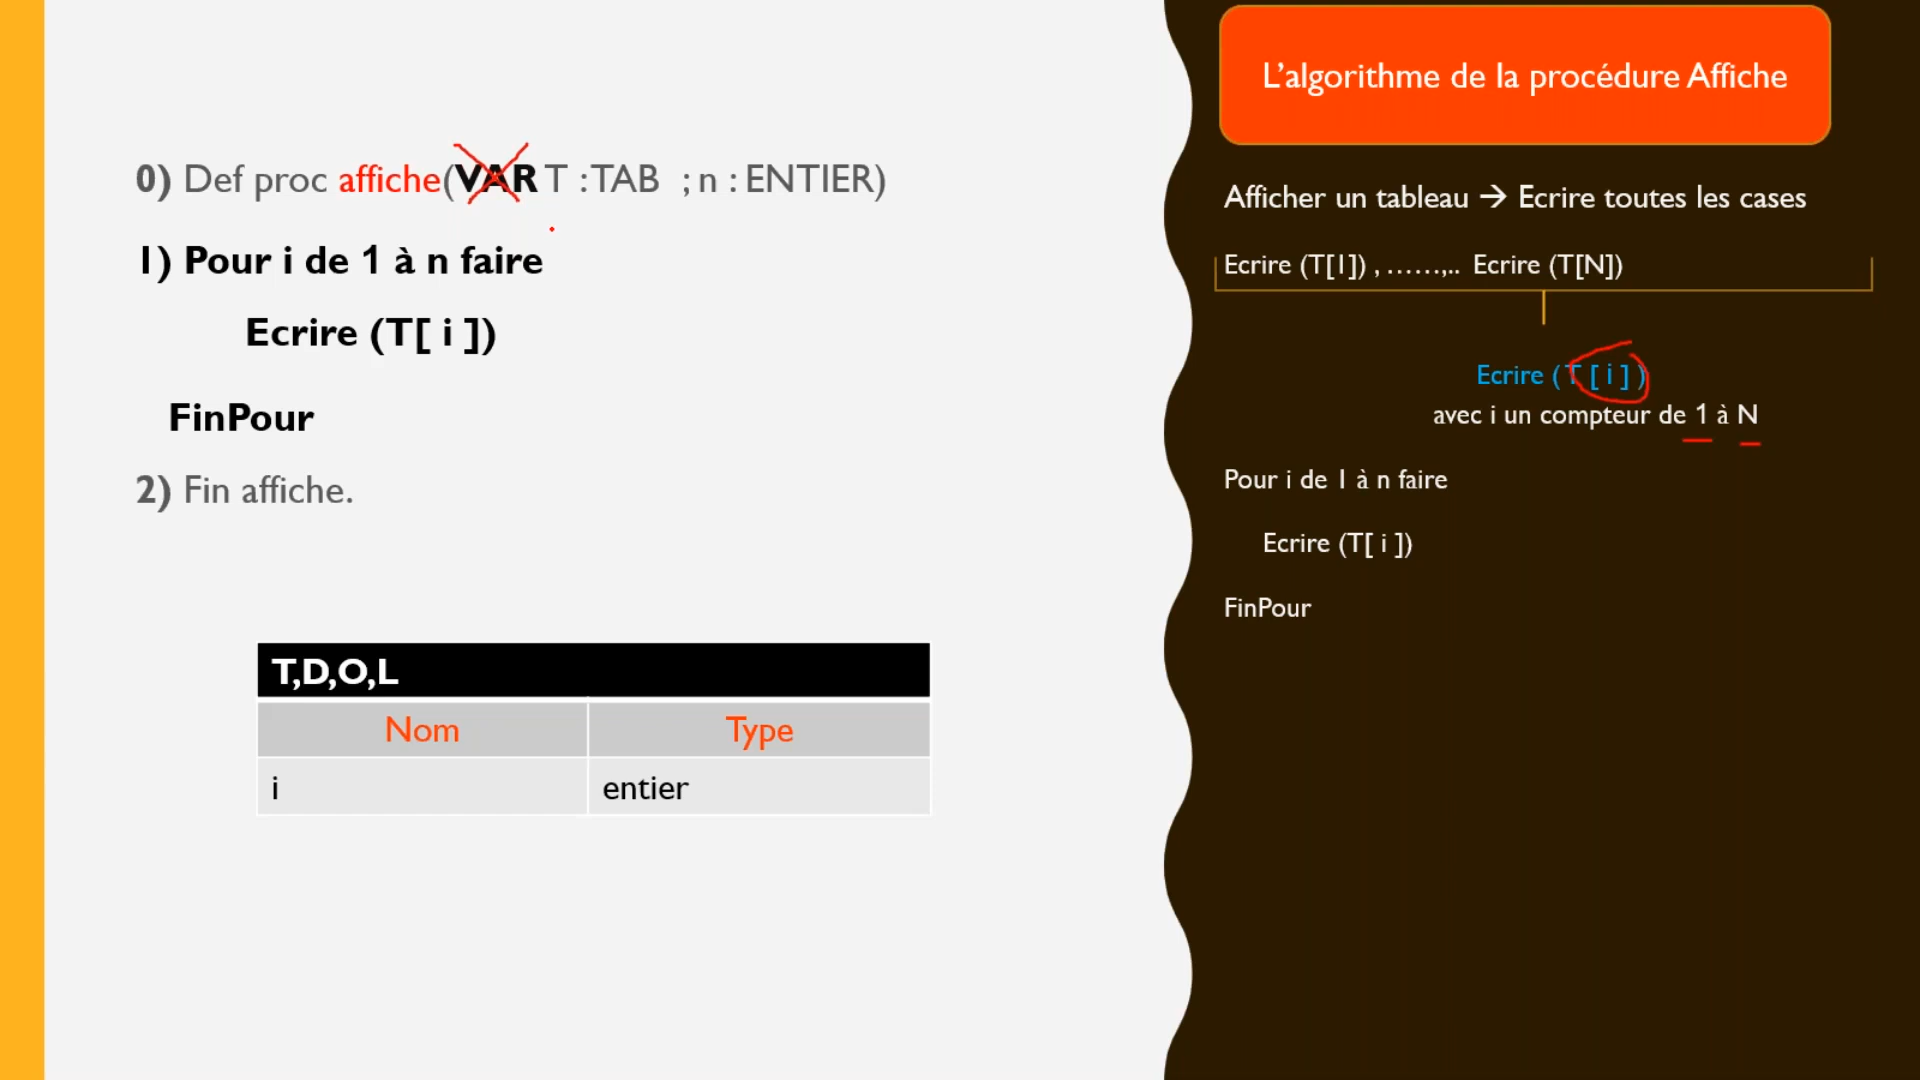 0) Def proc affiche(VAR T : TAB ; n : ENTIER)
1) Pour i de 1 à n faire
Ecrire (T[ i ])
FinPour
2) Fin affiche.
T,D,O,L
Nom Type
i entier
L’algorithme de la procédure Affiche
Afficher un tableau → Ecrire toutes les cases
Ecrire (T[1]) , ……,.. Ecrire (T[N])
Ecrire ( T [ i ] )
avec i un compteur de 1 à N
Pour i de 1 à n faire
Ecrire (T[ i ])
FinPour